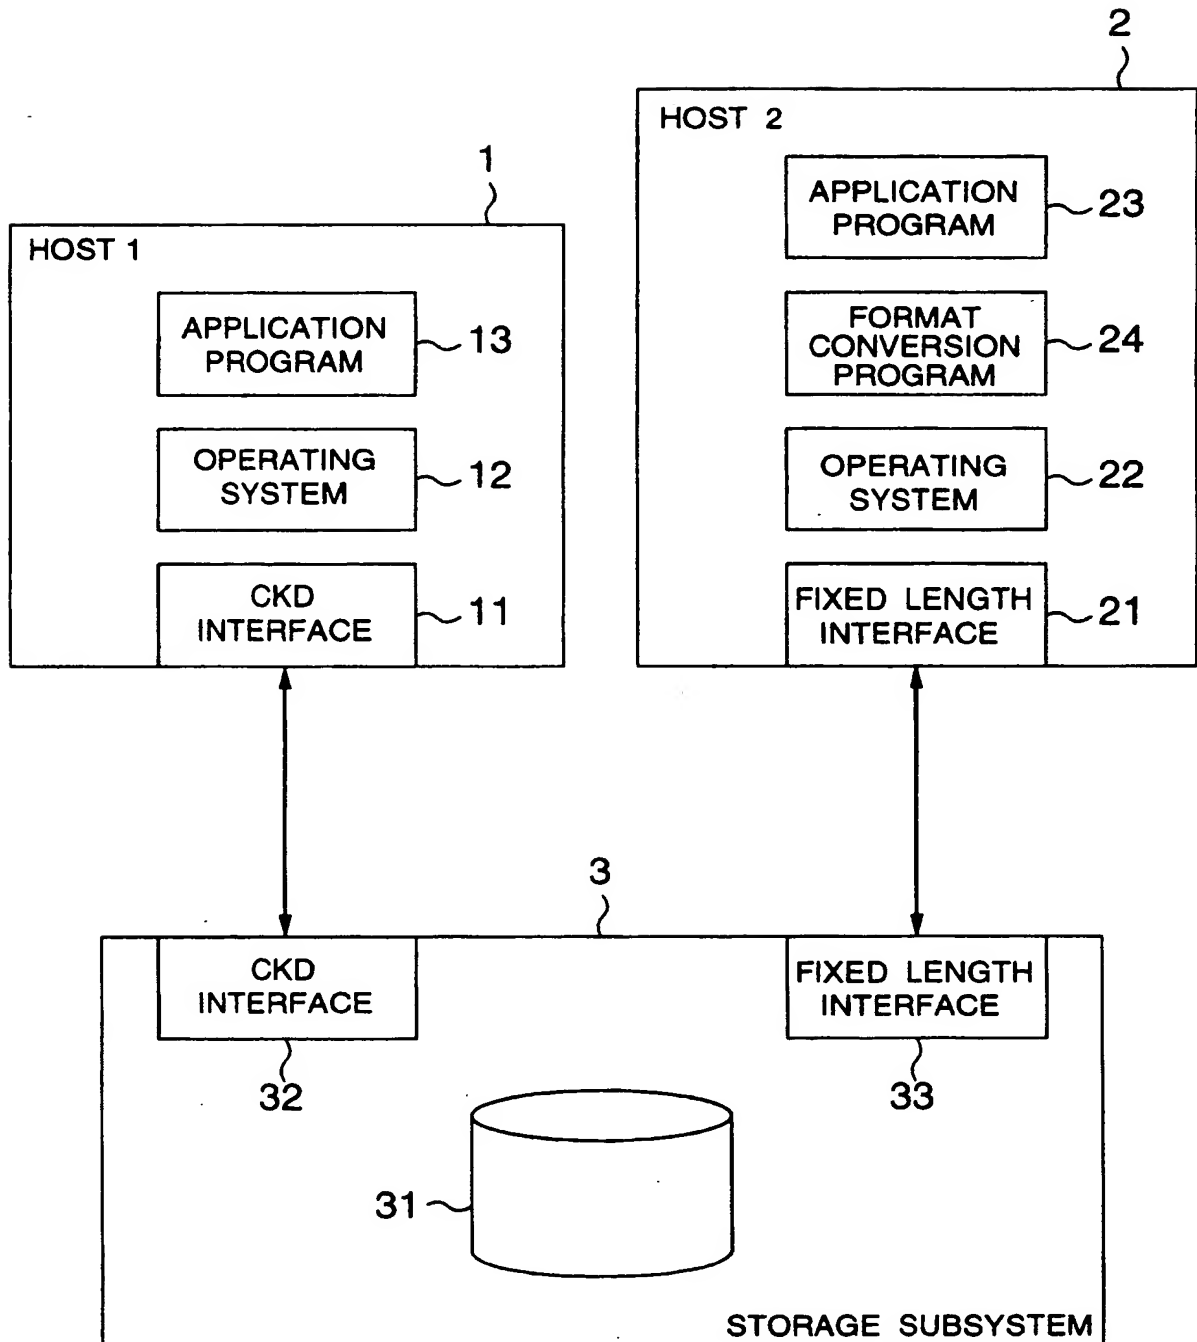 2
HOST 2
APPLICATION
PROGRAM
23
FORMAT
CONVERSION
PROGRAM
24
OPERATING
SYSTEM
22
FIXED LENGTH
INTERFACE
21
1
HOST 1
APPLICATION
PROGRAM
13
OPERATING
SYSTEM
12
CKD
INTERFACE
11
3
CKD
INTERFACE
32
FIXED LENGTH
INTERFACE
33
31
STORAGE SUBSYSTEM